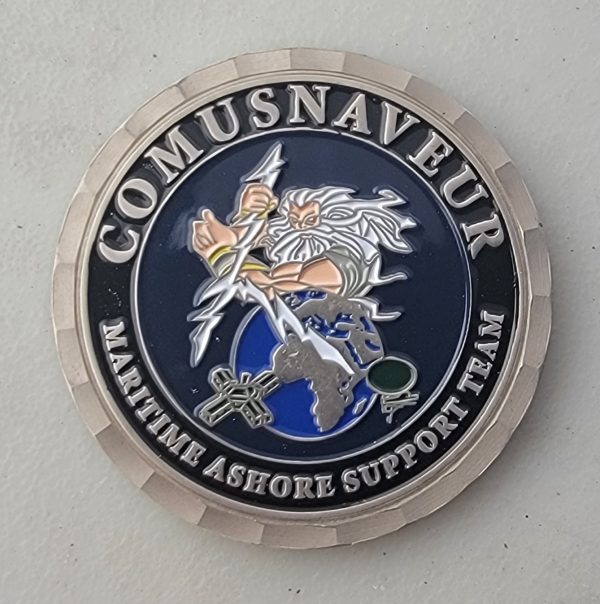 COMUSNAVEUR
MARITIME ASHORE SUPPORT TEAM